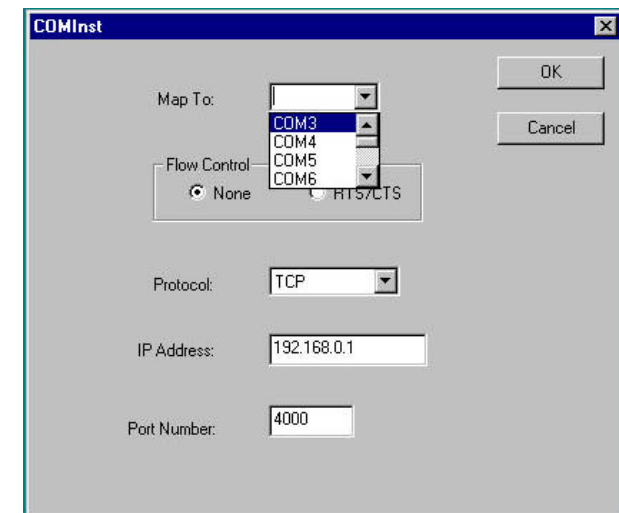 COMInst
OK
Map To:
COM3
COM4
COM5
COM6
Cancel
Flow Control
None
RTS/CTS
Protocol:
TCP
IP Address:
192.168.0.1
Port Number:
4000